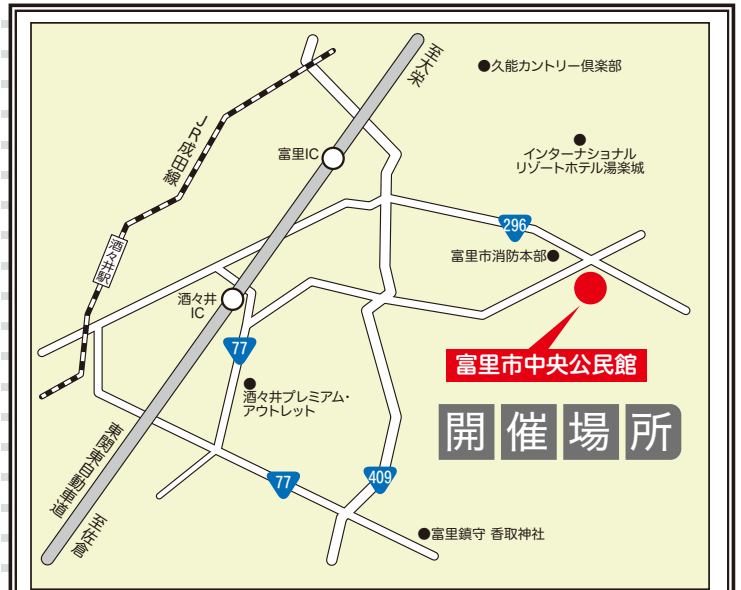 至大栄
●久能カントリー倶楽部
JR成田線
富里IC
インターナショナル
リゾートホテル湯楽城
296
富里市消防本部●
酒々井駅
酒々井
IC
77
富里市中央公民館
酒々井プレミアム・
アウトレット
開催場所
東関東自動車道
至佐倉
77
409
●富里鎮守 香取神社